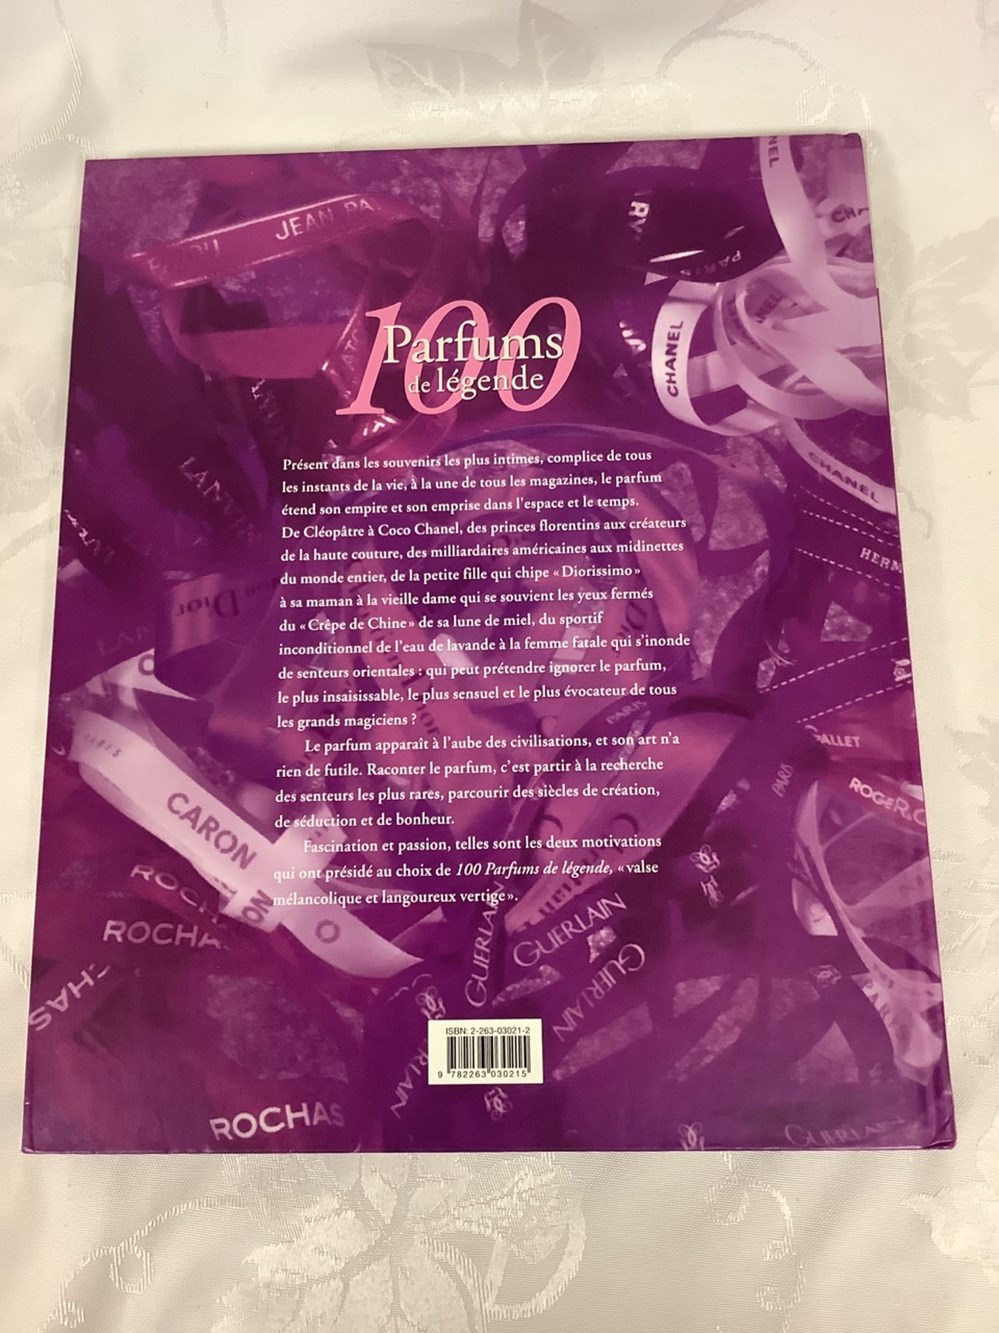 JEAN PA
PARIS
NEL
CHANEL
CHANEL
HERM
100
Parfums
de légende
Présent dans les souvenirs les plus intimes, complice de tous
les instants de la vie, à la une de tous les magazines, le parfum
étend son empire et son emprise dans l'espace et le temps.
De Cléopâtre à Coco Chanel, des princes florentins aux créateurs
de la haute couture, des milliardaires américaines aux midinettes
du monde entier, de la petite fille qui chipe « Diorissimo »
à sa maman à la vieille dame qui se souvient les yeux fermés
du « Crêpe de Chine » de sa lune de miel, du sportif
inconditionnel de l'eau de lavande à la femme fatale qui s'inonde
de senteurs orientales : qui peut prétendre ignorer le parfum,
le plus insaisissable, le plus sensuel et le plus évocateur de tous
les grands magiciens ?
Le parfum apparaît à l'aube des civilisations, et son art n'a
rien de futile. Raconter le parfum, c'est partir à la recherche
des senteurs les plus rares, parcourir des siècles de création,
de séduction et de bonheur.
Fascination et passion, telles sont les deux motivations
qui ont présidé au choix de 100 Parfums de légende, « valse
mélancolique et langoureux vertige ».
Dior
PARIS
PARIS
PARIS
ROGER
CARON
ON
ROCHA
CHAS
GUERLAIN
GUERLAIN
GUERLAIN
RLAIN
PARI
ROCHAS
GUERLAIN
ISBN: 2-263-03021-2
9 782263 030215